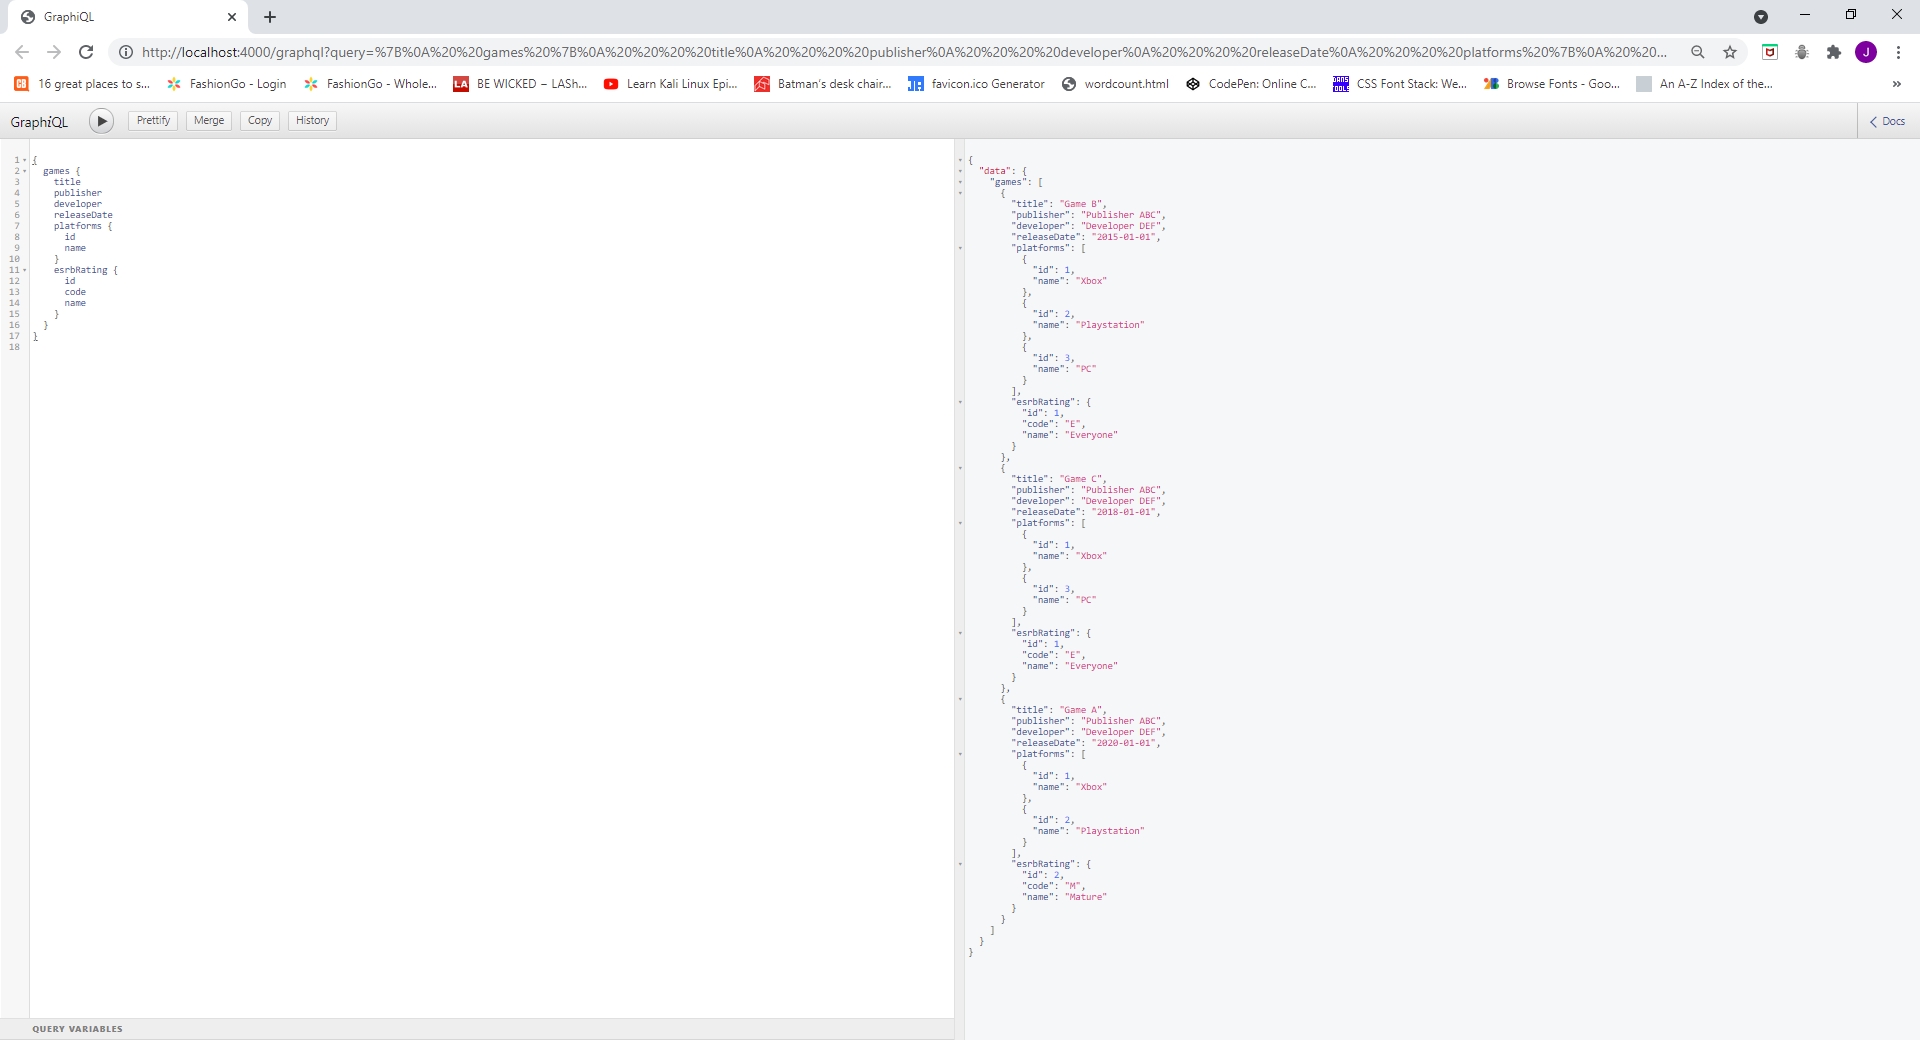 GraphiQL
http://localhost:4000/graphql?query=%7B%0A%20%20games%20%7B%0A%20%20%20%20title%0A%20%20%20%20publisher%0A%20%20%20%20developer%0A%20%20%20%20releaseDate%0A%20%20%20%20platforms%20%7B%0A%20%20...
J
CB 16 great places to s... FashionGo - Login FashionGo - Whole... LA BE WICKED – LASh... Learn Kali Linux Epi... Batman's desk chair... favicon.ico Generator wordcount.html CodePen: Online C... CSS Font Stack: We... Browse Fonts - Goo... An A-Z Index of the... »
GraphiQL Prettify Merge Copy History < Docs
1 {
2 games {
3 title
4 publisher
5 developer
6 releaseDate
7 platforms {
8 id
9 name
10 }
11 esrbRating {
12 id
13 code
14 name
15 }
16 }
17 }
18
{
"data": {
"games": [
{
"title": "Game B",
"publisher": "Publisher ABC",
"developer": "Developer DEF",
"releaseDate": "2015-01-01",
"platforms": [
{
"id": 1,
"name": "Xbox"
},
{
"id": 2,
"name": "Playstation"
},
{
"id": 3,
"name": "PC"
}
],
"esrbRating": {
"id": 1,
"code": "E",
"name": "Everyone"
}
},
{
"title": "Game C",
"publisher": "Publisher ABC",
"developer": "Developer DEF",
"releaseDate": "2018-01-01",
"platforms": [
{
"id": 1,
"name": "Xbox"
},
{
"id": 3,
"name": "PC"
}
],
"esrbRating": {
"id": 1,
"code": "E",
"name": "Everyone"
}
},
{
"title": "Game A",
"publisher": "Publisher ABC",
"developer": "Developer DEF",
"releaseDate": "2020-01-01",
"platforms": [
{
"id": 1,
"name": "Xbox"
},
{
"id": 2,
"name": "Playstation"
}
],
"esrbRating": {
"id": 2,
"code": "M",
"name": "Mature"
}
}
]
}
}
QUERY VARIABLES